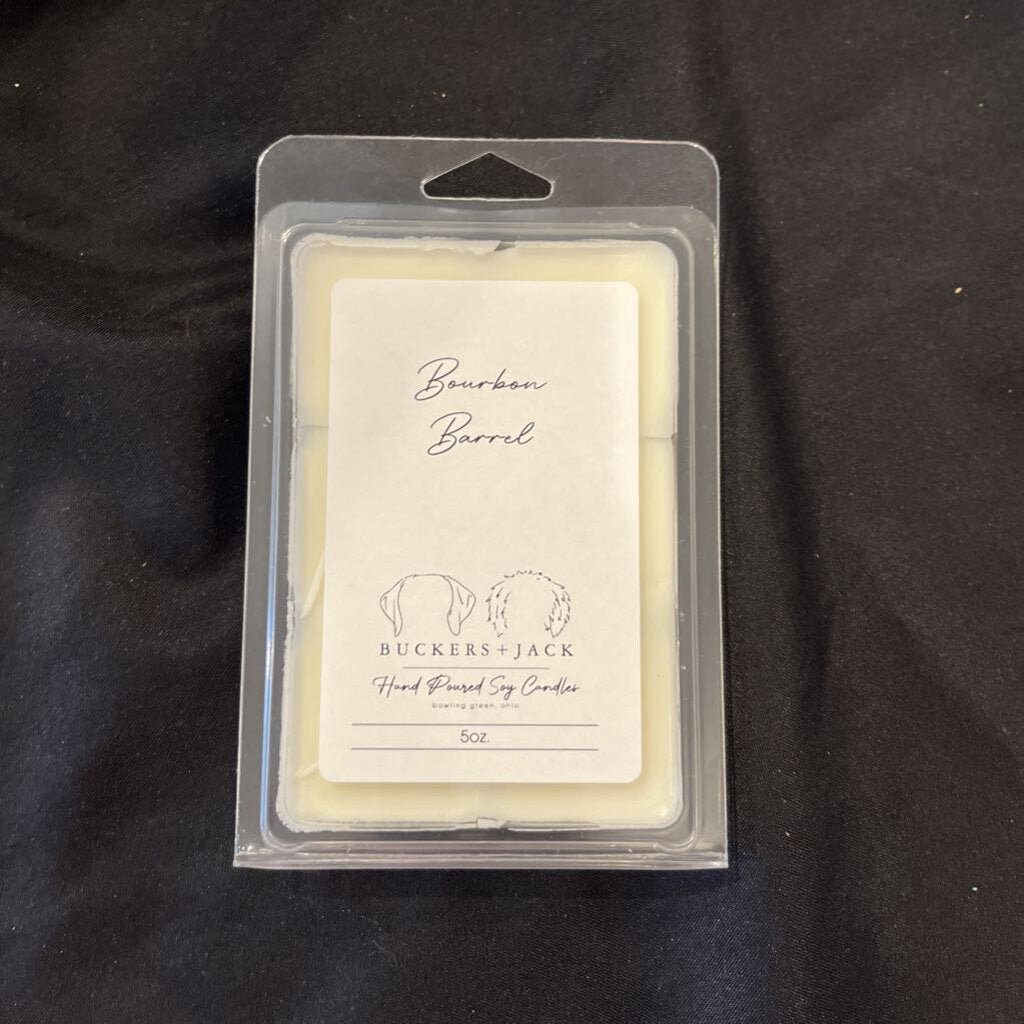 Bourbon
Barrel
BUCKERS + JACK
Hand Poured Soy Candles
bowling green, ohio
5oz.